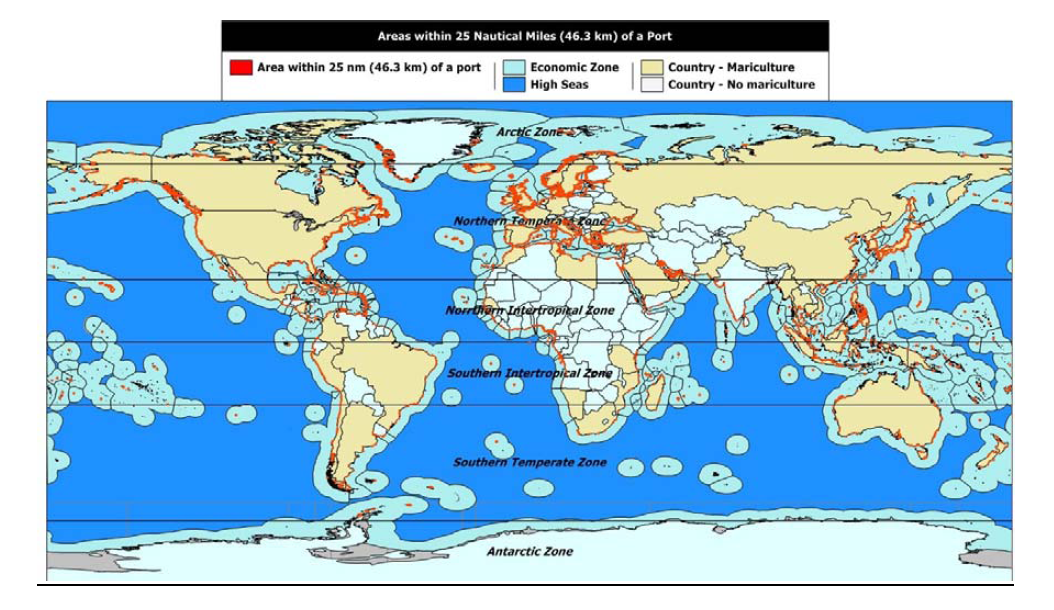 Areas within 25 Nautical Miles (46.3 km) of a Port
Area within 25 nm (46.3 km) of a port
Economic Zone
High Seas
Country - Mariculture
Country - No mariculture
Arctic Zone
Northern Temperate Zone
Norrthern Intertropical Zone
Southern Intertropical Zone
Southern Temperate Zone
Antarctic Zone